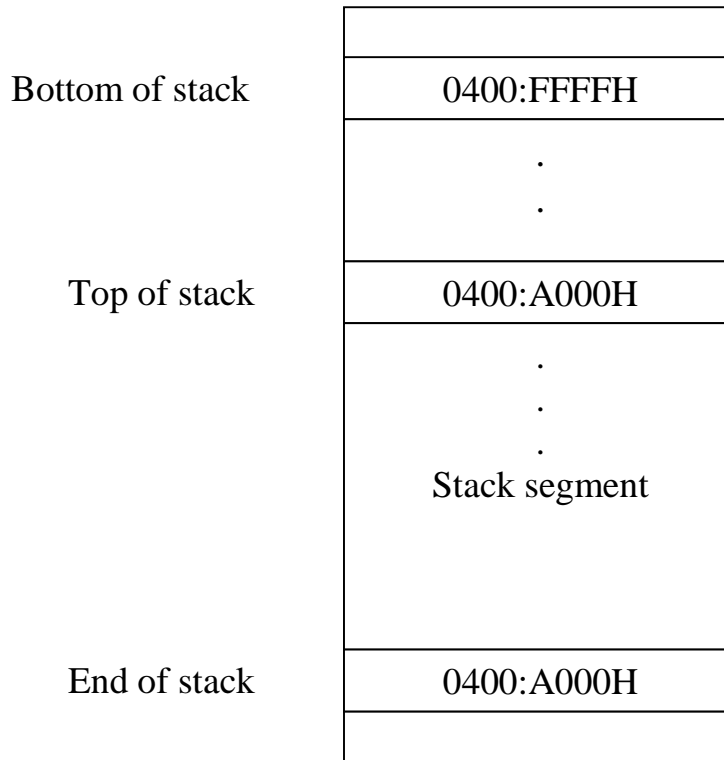 Bottom of stack 0400:FFFFH
.
.
Top of stack 0400:A000H
.
.
.
Stack segment
End of stack 0400:A000H